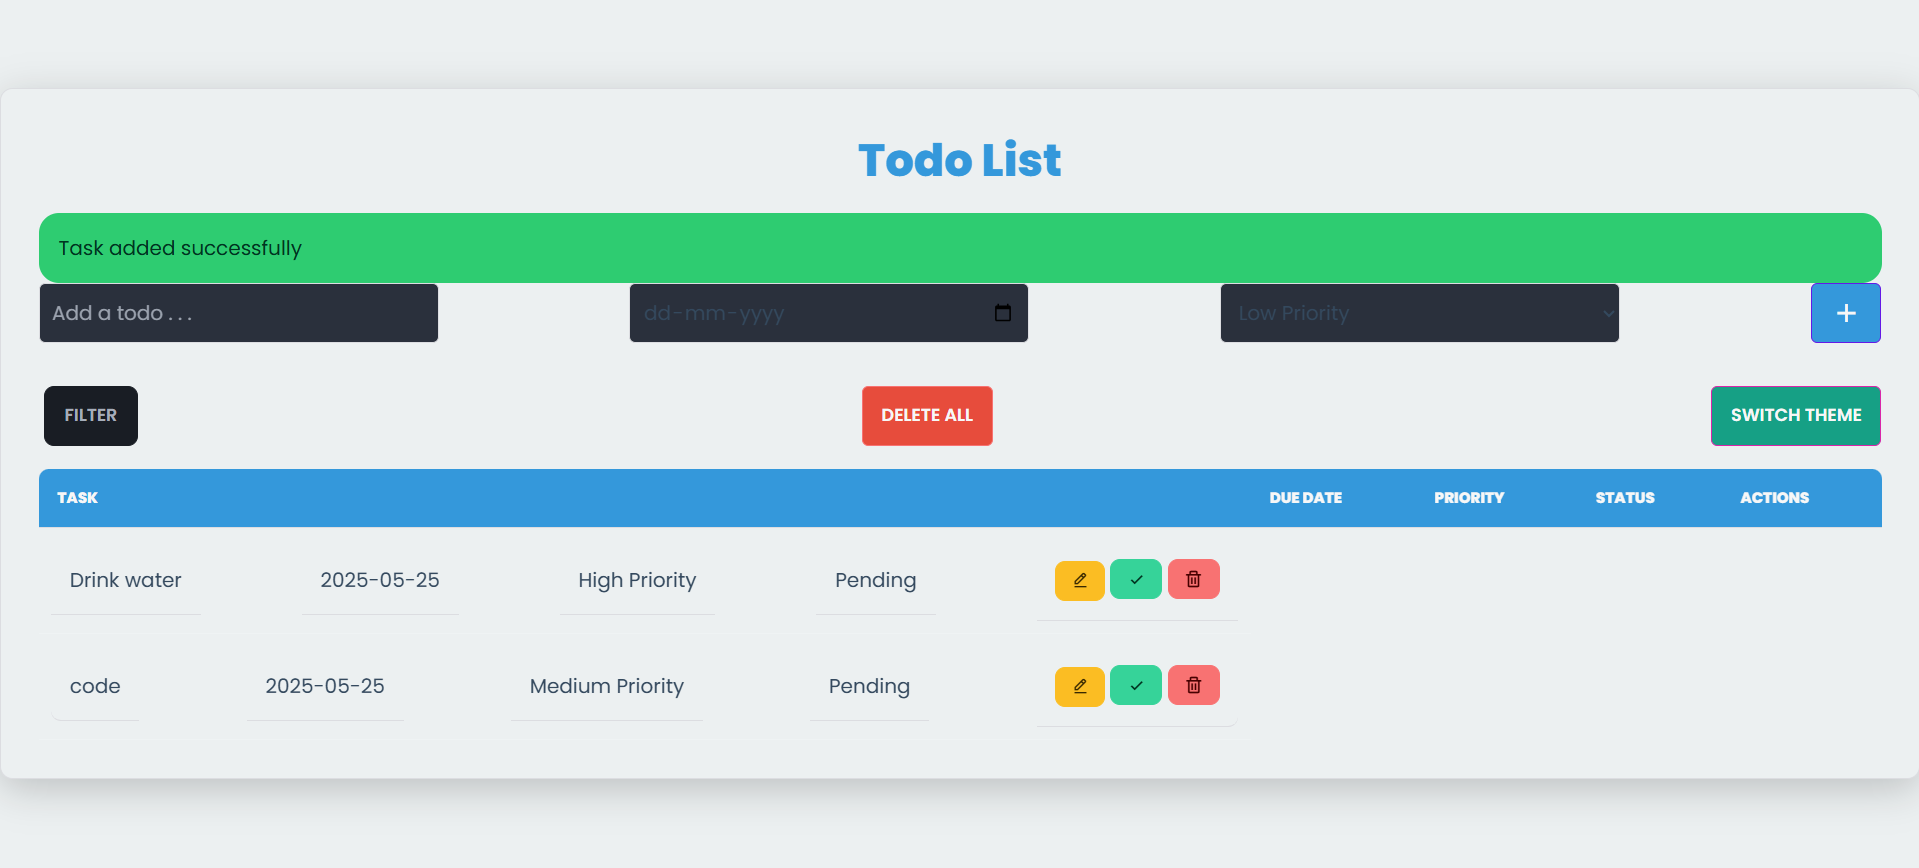 Todo List
Task added successfully
Add a todo . . .
dd-mm-yyyy
Low Priority
+
FILTER
DELETE ALL
SWITCH THEME
TASK DUE DATE PRIORITY STATUS ACTIONS
Drink water 2025-05-25 High Priority Pending
code 2025-05-25 Medium Priority Pending